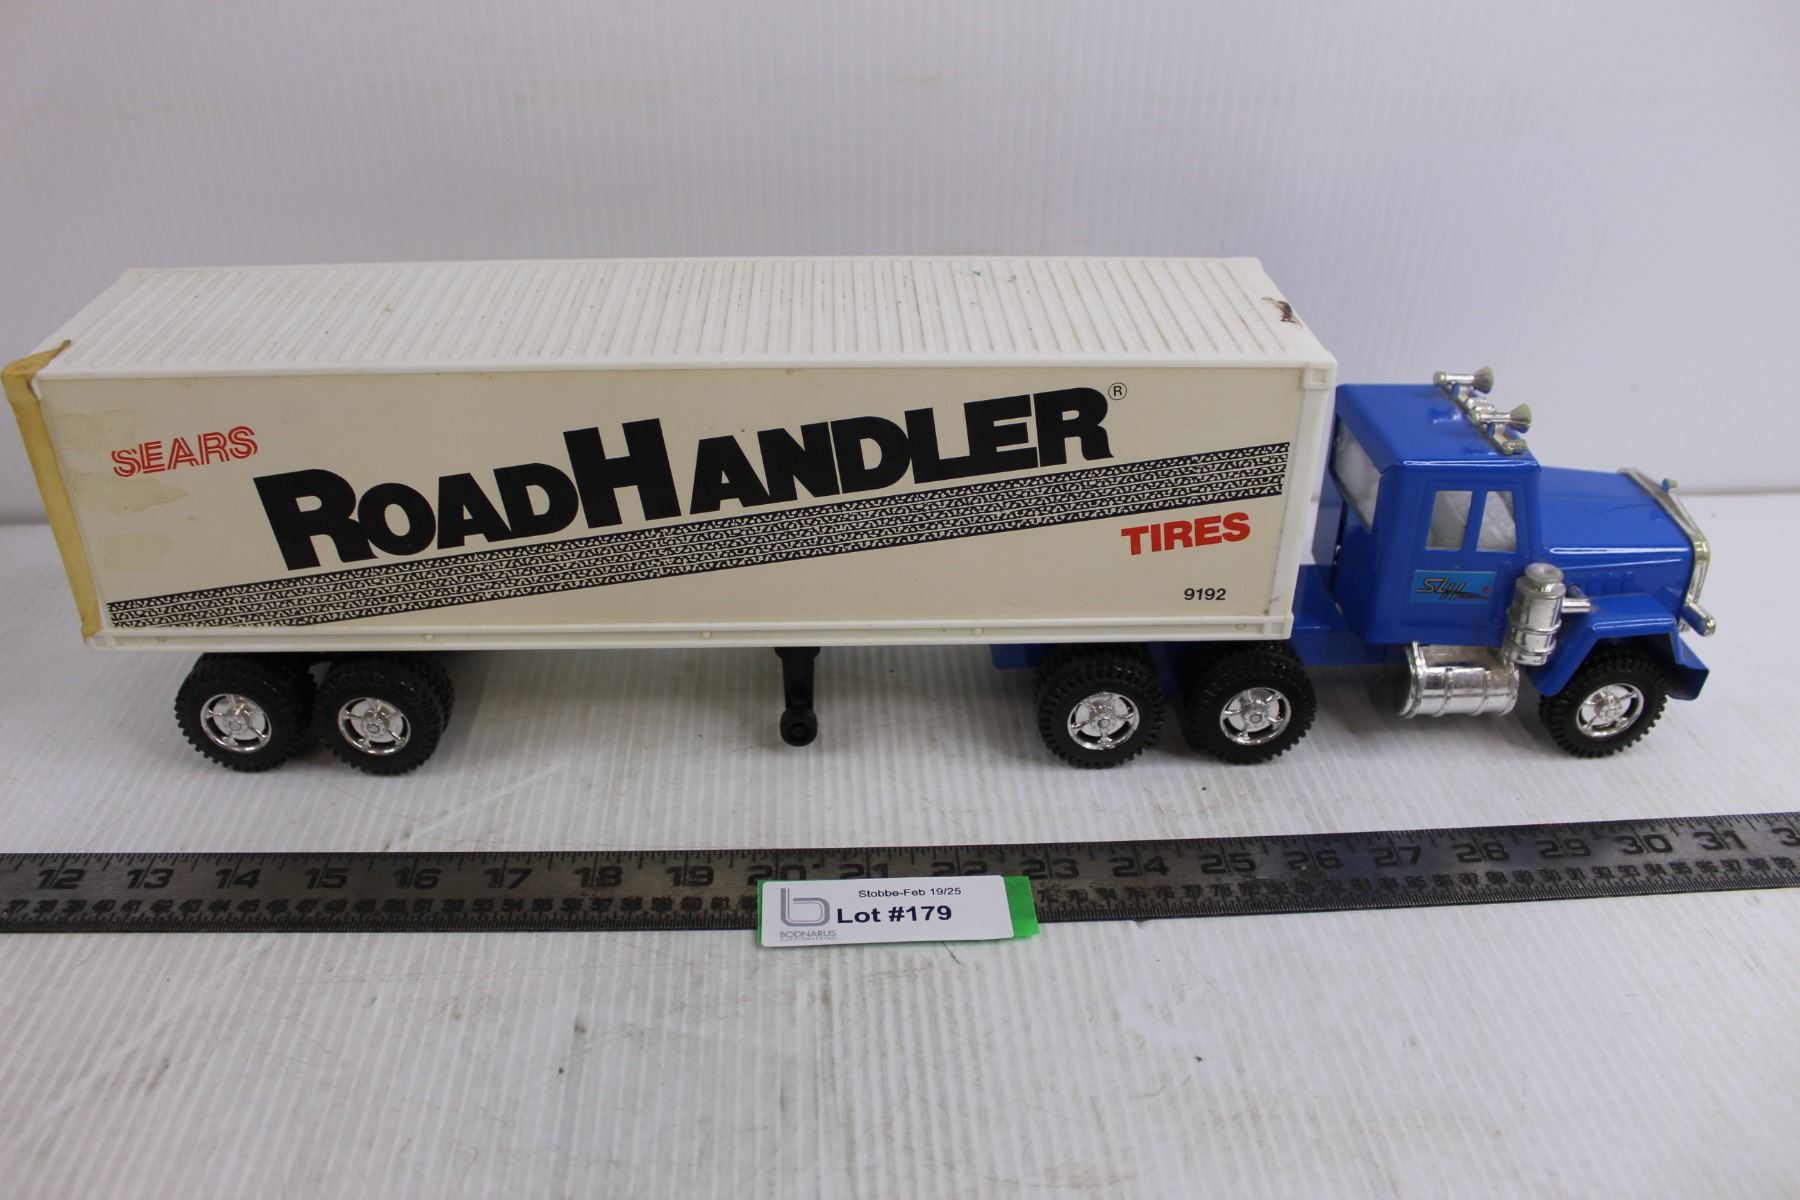 SEARS
ROADHANDLER®
TIRES
9192
12 13 14 15 16 17 18 19 20 21 22 23 24 25 26 27 28 29 30 31
Stobbe-Feb 19/25
Lot #179
b
BODNARUS
AUCTIONEERING